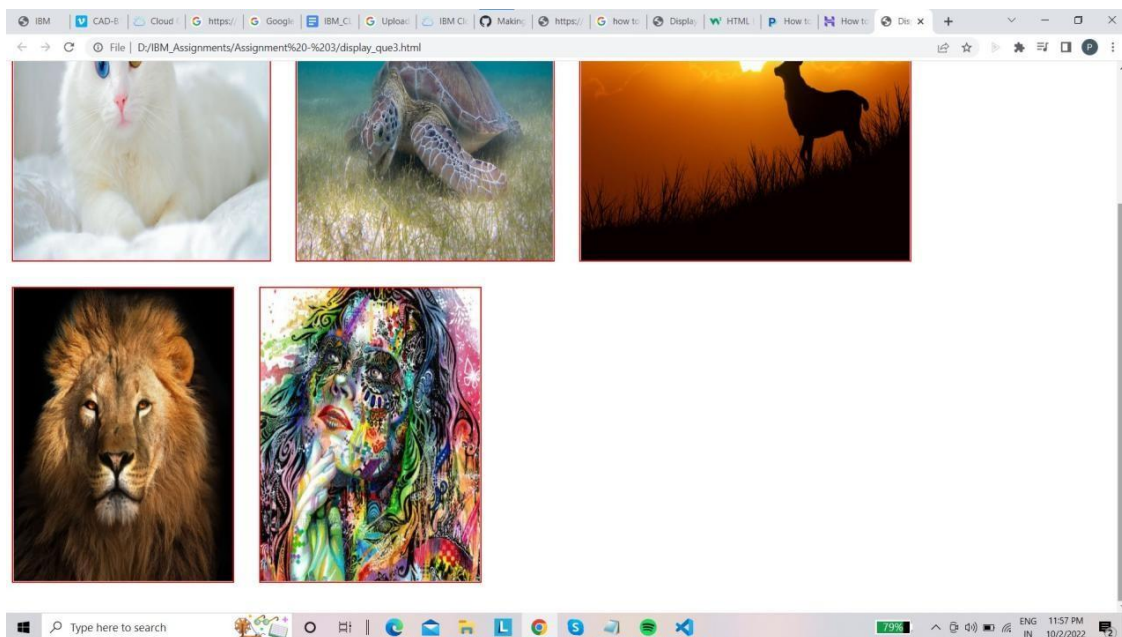 IBM CAD-B Cloud https:/ Google IBM_CL Upload IBM Cl Making https:/ how to Display HTML How to How to Dis
File | D:/IBM_Assignments/Assignment%20-%203/display_que3.html P
Type here to search L S 79% ENG 11:57 PM
IN 10/2/2022 2